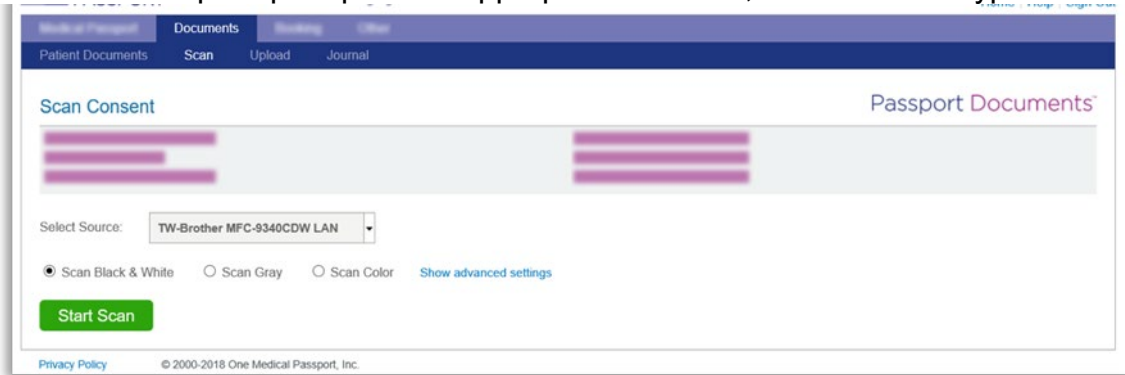 Documents
Patient Documents Scan Upload Journal
Scan Consent
Passport Documents
Select Source: TW-Brother MFC-9340CDW LAN
Scan Black & White Scan Gray Scan Color Show advanced settings
Start Scan
Privacy Policy © 2000-2018 One Medical Passport, Inc.